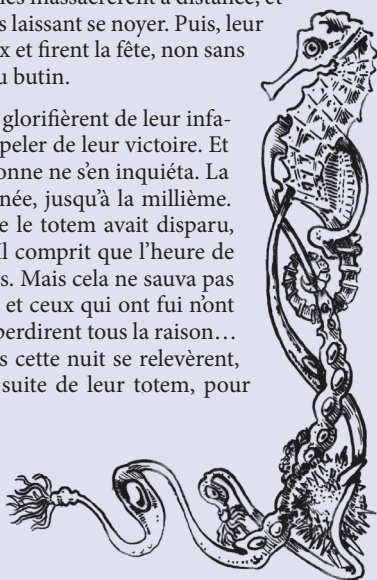 les massacrèrent à distance, et
s laissant se noyer. Puis, leur
x et firent la fête, non sans
u butin.
glorifièrent de leur infa-
peler de leur victoire. Et
onne ne s'en inquiéta. La
née, jusqu'à la millième.
e le totem avait disparu,
Il comprit que l'heure de
s. Mais cela ne sauva pas
et ceux qui ont fui n'ont
perdirent tous la raison…
s cette nuit se relevèrent,
suite de leur totem, pour